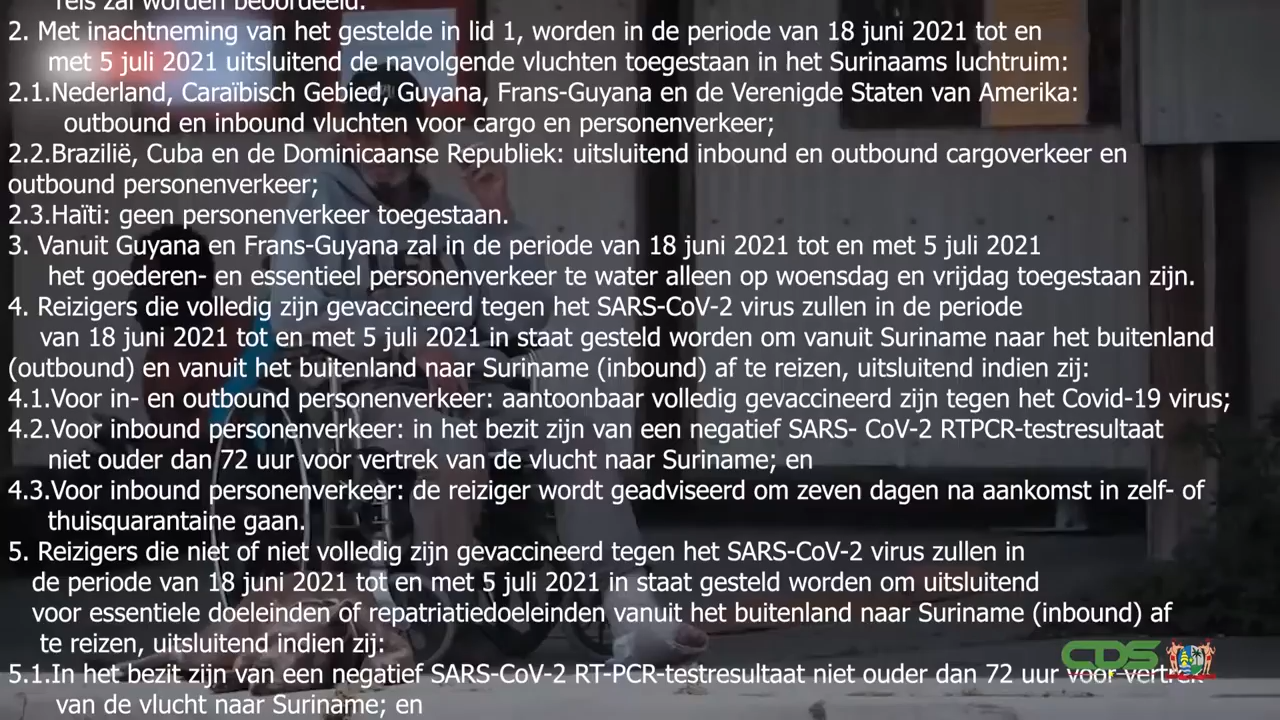 reis zal worden beoordeeld.
2. Met inachtneming van het gestelde in lid 1, worden in de periode van 18 juni 2021 tot en
met 5 juli 2021 uitsluitend de navolgende vluchten toegestaan in het Surinaams luchtruim:
2.1.Nederland, Caraïbisch Gebied, Guyana, Frans-Guyana en de Verenigde Staten van Amerika:
outbound en inbound vluchten voor cargo en personenverkeer;
2.2.Brazilië, Cuba en de Dominicaanse Republiek: uitsluitend inbound en outbound cargoverkeer en
outbound personenverkeer;
2.3.Haïti: geen personenverkeer toegestaan.
3. Vanuit Guyana en Frans-Guyana zal in de periode van 18 juni 2021 tot en met 5 juli 2021
het goederen- en essentieel personenverkeer te water alleen op woensdag en vrijdag toegestaan zijn.
4. Reizigers die volledig zijn gevaccineerd tegen het SARS-CoV-2 virus zullen in de periode
van 18 juni 2021 tot en met 5 juli 2021 in staat gesteld worden om vanuit Suriname naar het buitenland
(outbound) en vanuit het buitenland naar Suriname (inbound) af te reizen, uitsluitend indien zij:
4.1.Voor in- en outbound personenverkeer: aantoonbaar volledig gevaccineerd zijn tegen het Covid-19 virus;
4.2.Voor inbound personenverkeer: in het bezit zijn van een negatief SARS- CoV-2 RTPCR-testresultaat
niet ouder dan 72 uur voor vertrek van de vlucht naar Suriname; en
4.3.Voor inbound personenverkeer: de reiziger wordt geadviseerd om zeven dagen na aankomst in zelf- of
thuisquarantaine gaan.
5. Reizigers die niet of niet volledig zijn gevaccineerd tegen het SARS-CoV-2 virus zullen in
de periode van 18 juni 2021 tot en met 5 juli 2021 in staat gesteld worden om uitsluitend
voor essentiele doeleinden of repatriatiedoeleinden vanuit het buitenland naar Suriname (inbound) af
te reizen, uitsluitend indien zij:
5.1.In het bezit zijn van een negatief SARS-CoV-2 RT-PCR-testresultaat niet ouder dan 72 uur voor vertrek
van de vlucht naar Suriname; en
CDS